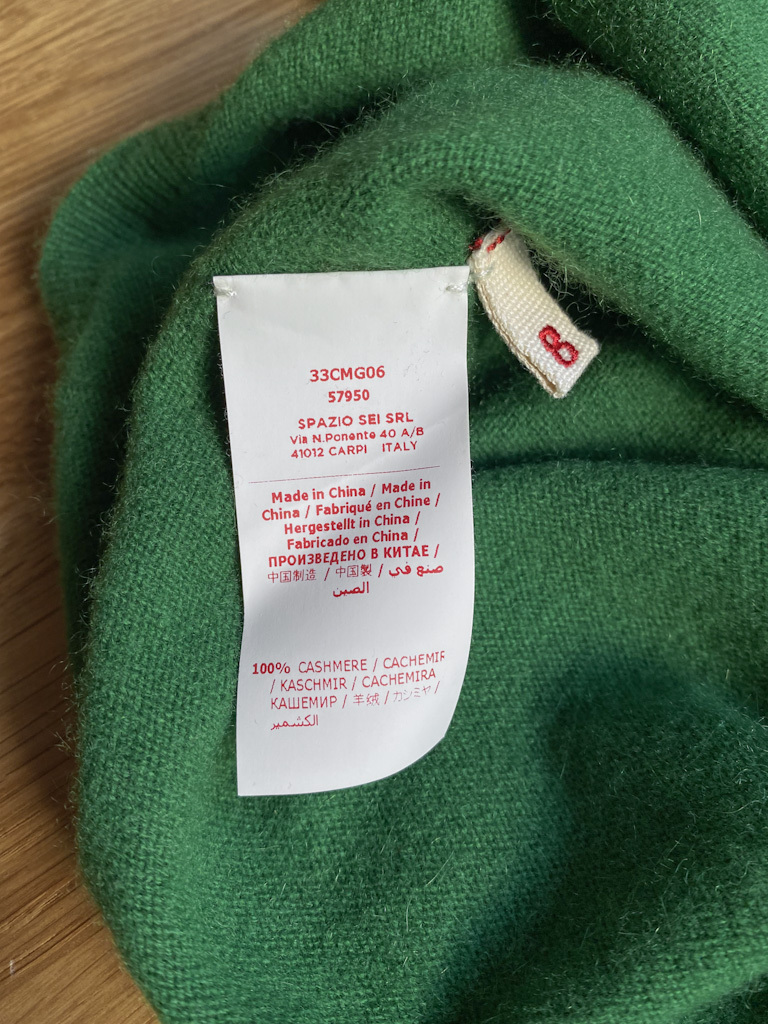 33CMG06
57950
SPAZIO SEI SRL
Via N.Ponente 40 A/B
41012 CARPI ITALY
Made in China / Made in
China / Fabriqué en Chine /
Hergestellt in China /
Fabricado en China /
ПРОИЗВЕДЕНО В КИТАЕ /
中国制造 / 中国製 / صنع في
الصين
100% CASHMERE / CACHEMIR
/ KASCHMIR / CACHEMIRA
КАШЕМИР / 羊绒 / カシミヤ /
الكشمير
8